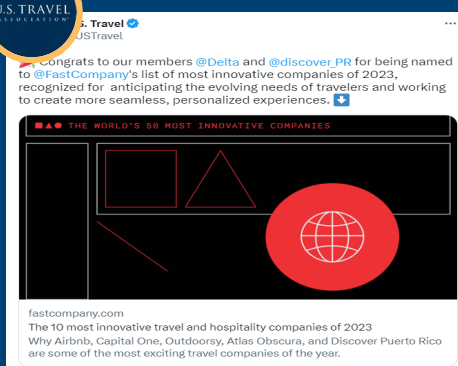 U.S. TRAVEL
ASSOCIATION
S. Travel
USTravel
Congrats to our members @Delta and @discover_PR for being named
to @FastCompany's list of most innovative companies of 2023,
recognized for anticipating the evolving needs of travelers and working
to create more seamless, personalized experiences.
THE WORLD'S 50 MOST INNOVATIVE COMPANIES
fastcompany.com
The 10 most innovative travel and hospitality companies of 2023
Why Airbnb, Capital One, Outdoorsy, Atlas Obscura, and Discover Puerto Rico
are some of the most exciting travel companies of the year.